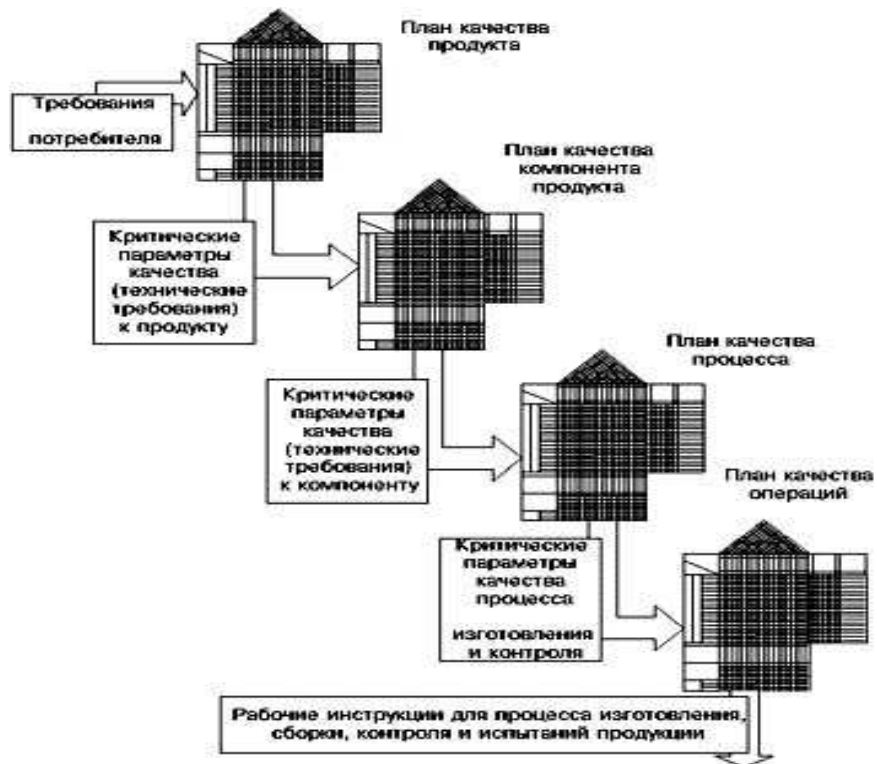 План качества
продукта
Требования
потребителя
План качества
компонента
продукта
Критические
параметры
качества
(технические
требования)
к продукту
План качества
процесса
Критические
параметры
качества
(технические
требования)
к компоненту
План качества
операций
Критические
параметры
качества
процесса
изготовления
и контроля
Рабочие инструкции для процесса изготовления,
сборки, контроля и испытаний продукции